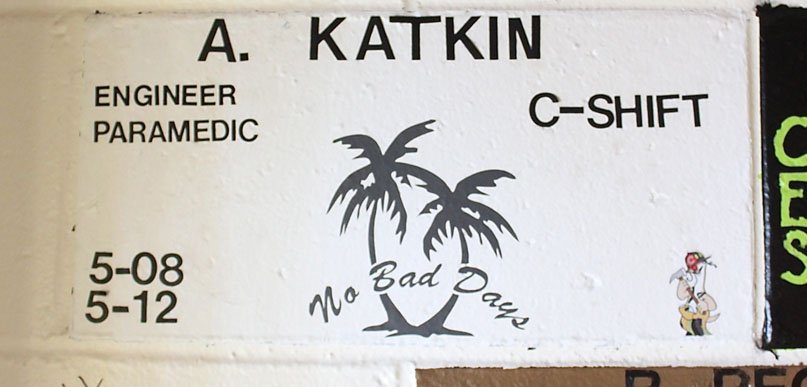 A. KATKIN
ENGINEER
PARAMEDIC
C-SHIFT
5-08
5-12
No Bad Days